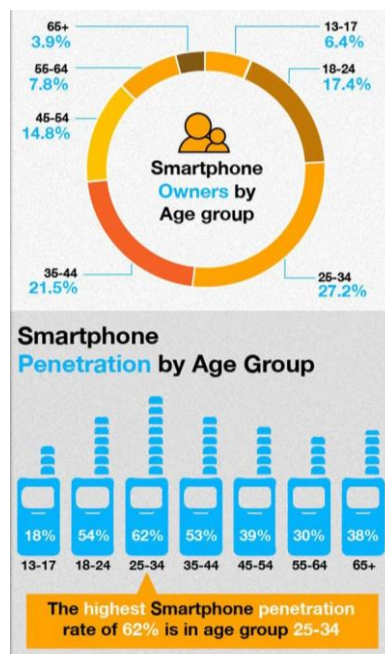 65+
3.9%
13-17
6.4%
55-64
7.8%
18-24
17.4%
45-54
14.8%
Smartphone
Owners by
Age group
35-44
21.5%
25-34
27.2%
Smartphone
Penetration by Age Group
18% 54% 62% 53% 39% 30% 38%
13-17 18-24 25-34 35-44 45-54 55-64 65+
The highest Smartphone penetration
rate of 62% is in age group 25-34